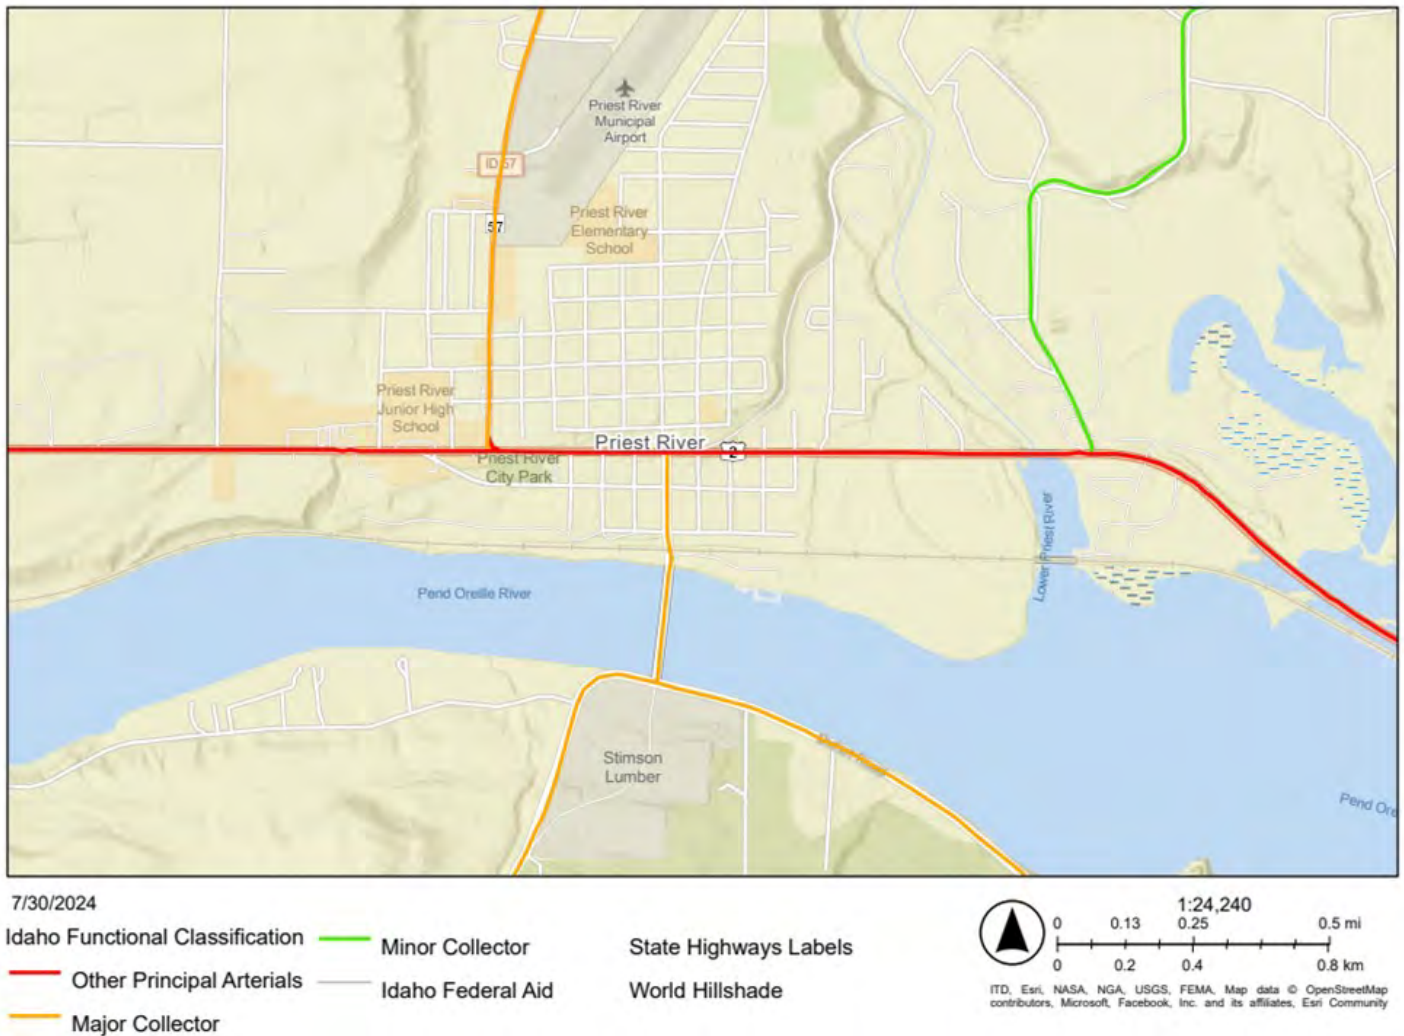 Priest River
Municipal
Airport
ID 57
57
Priest River
Elementary
School
Priest River
Junior High
School
Priest River
2
Priest River
City Park
Lower Priest River
Pend Oreille River
Stimson
Lumber
Pend Ore
7/30/2024
1:24,240
Idaho Functional Classification
Other Principal Arterials
Major Collector
Minor Collector
Idaho Federal Aid
State Highways Labels
World Hillshade
0 0.13 0.25 0.5 mi
0 0.2 0.4 0.8 km
ITD, Esri, NASA, NGA, USGS, FEMA, Map data © OpenStreetMap
contributors, Microsoft, Facebook, Inc. and its affiliates, Esri Community